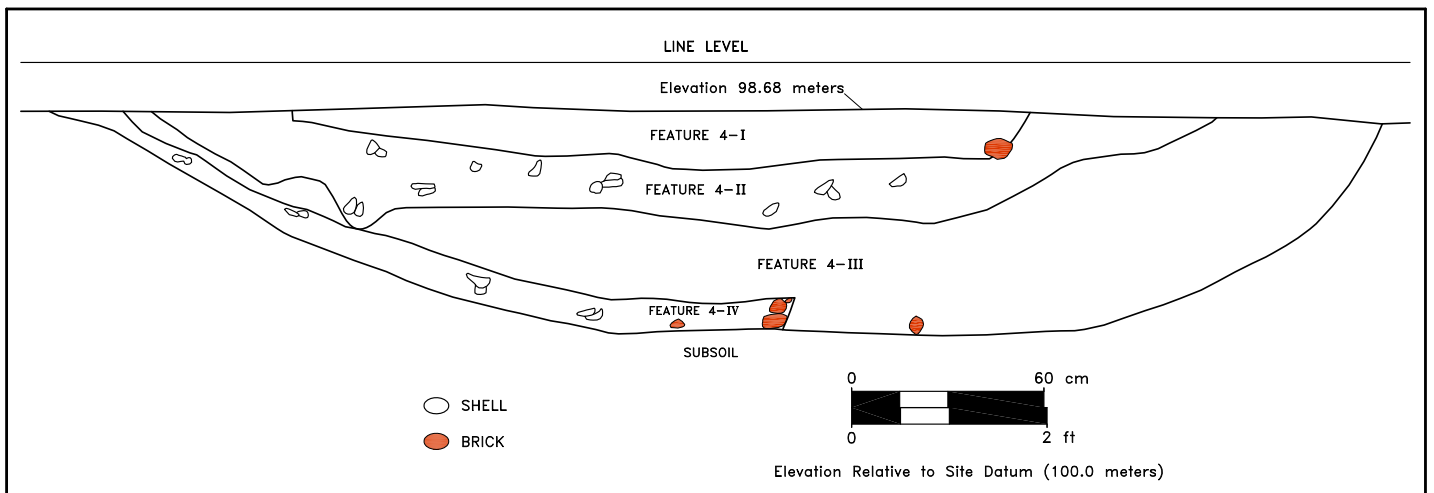 LINE LEVEL
Elevation 98.68 meters
FEATURE 4-I
FEATURE 4-II
FEATURE 4-III
FEATURE 4-IV
SUBSOIL
SHELL
BRICK
0 60 cm
0 2 ft
Elevation Relative to Site Datum (100.0 meters)